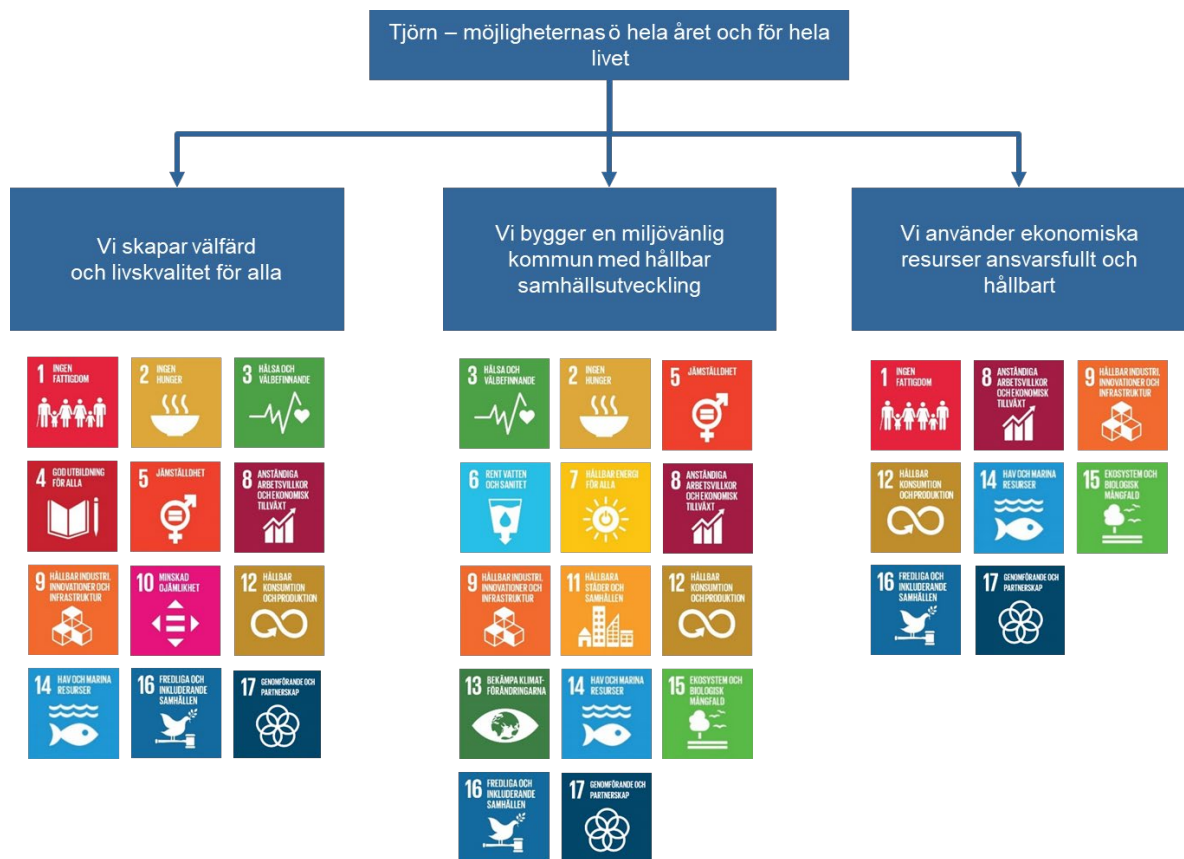 Tjörn – möjligheternas ö hela året och för hela
livet
Vi skapar välfärd
och livskvalitet för alla
Vi bygger en miljövänlig
kommun med hållbar
samhällsutveckling
Vi använder ekonomiska
resurser ansvarsfullt och
hållbart
1 INGEN
FATTIGDOM
2 INGEN
HUNGER
3 HÄLSA OCH
VÄLBEFINNANDE
4 GOD UTBILDNING
FÖR ALLA
5 JÄMSTÄLLDHET
8 ANSTÄNDIGA
ARBETSVILLKOR
OCH EKONOMISK
TILLVÄXT
9 HÅLLBAR INDUSTRI,
INNOVATIONER OCH
INFRASTRUKTUR
10 MINSKAD
OJÄMLIKHET
12 HÅLLBAR
KONSUMTION
OCH PRODUKTION
14 HAV OCH MARINA
RESURSER
16 FREDLIGA OCH
INKLUDERANDE
SAMHÄLLEN
17 GENOMFÖRANDE OCH
PARTNERSKAP
3 HÄLSA OCH
VÄLBEFINNANDE
2 INGEN
HUNGER
5 JÄMSTÄLLDHET
6 RENT VATTEN
OCH SANITET
7 HÅLLBAR ENERGI
FÖR ALLA
8 ANSTÄNDIGA
ARBETSVILLKOR
OCH EKONOMISK
TILLVÄXT
9 HÅLLBAR INDUSTRI,
INNOVATIONER OCH
INFRASTRUKTUR
11 HÅLLBARA
STÄDER OCH
SAMHÄLLEN
12 HÅLLBAR
KONSUMTION
OCH PRODUKTION
13 BEKÄMPA KLIMAT-
FÖRÄNDRINGARNA
14 HAV OCH MARINA
RESURSER
15 EKOSYSTEM OCH
BIOLOGISK
MÅNGFALD
16 FREDLIGA OCH
INKLUDERANDE
SAMHÄLLEN
17 GENOMFÖRANDE OCH
PARTNERSKAP
1 INGEN
FATTIGDOM
8 ANSTÄNDIGA
ARBETSVILLKOR
OCH EKONOMISK
TILLVÄXT
9 HÅLLBAR INDUSTRI,
INNOVATIONER OCH
INFRASTRUKTUR
12 HÅLLBAR
KONSUMTION
OCH PRODUKTION
14 HAV OCH MARINA
RESURSER
15 EKOSYSTEM OCH
BIOLOGISK
MÅNGFALD
16 FREDLIGA OCH
INKLUDERANDE
SAMHÄLLEN
17 GENOMFÖRANDE OCH
PARTNERSKAP